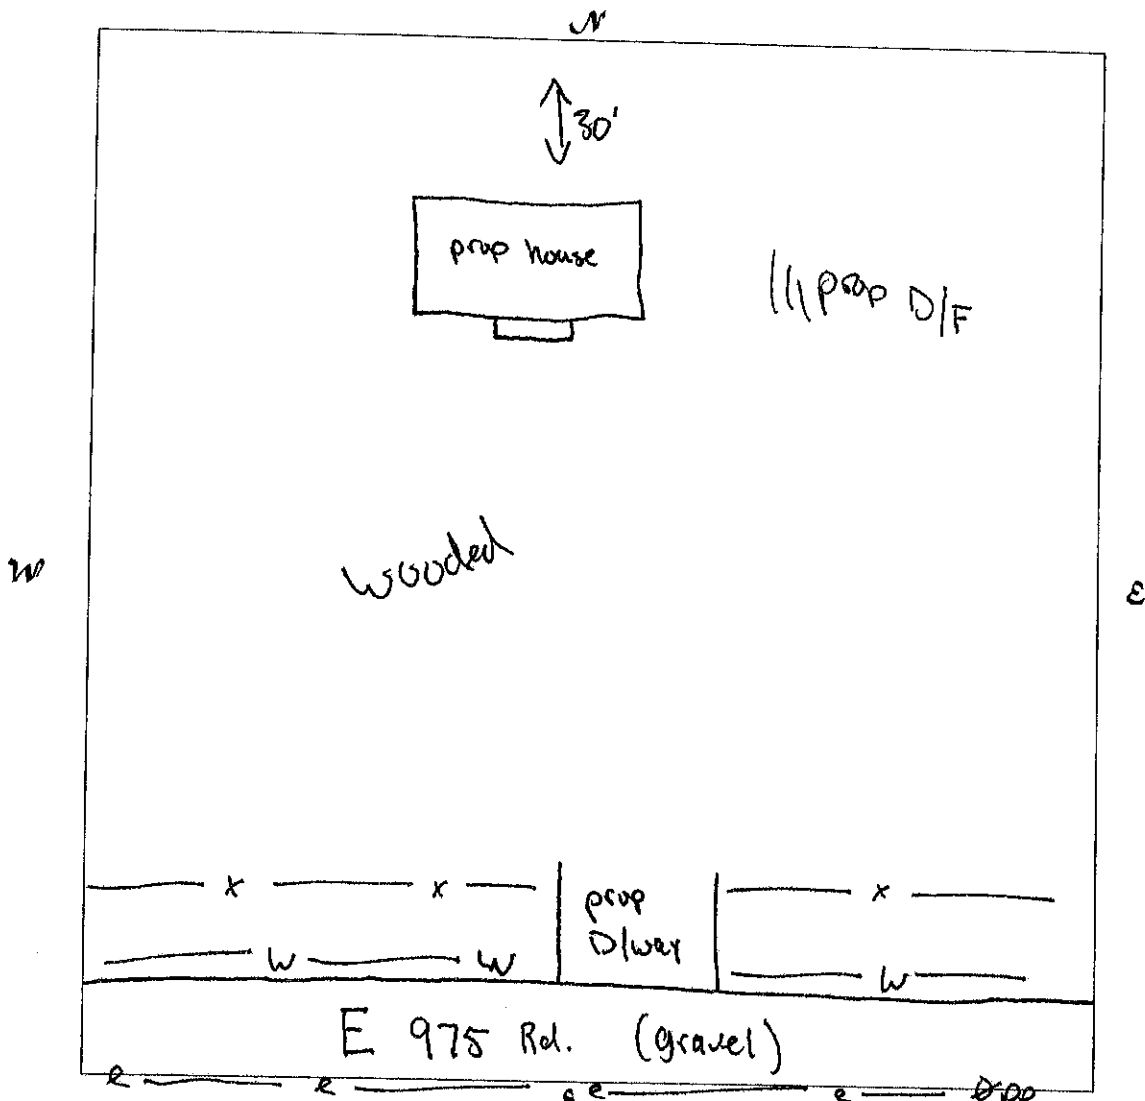 N
30'
prop house
prop D/F
W
wooded
E
x x x
prop
D/way
W W W
E 975 Rd. (gravel)
e e e e